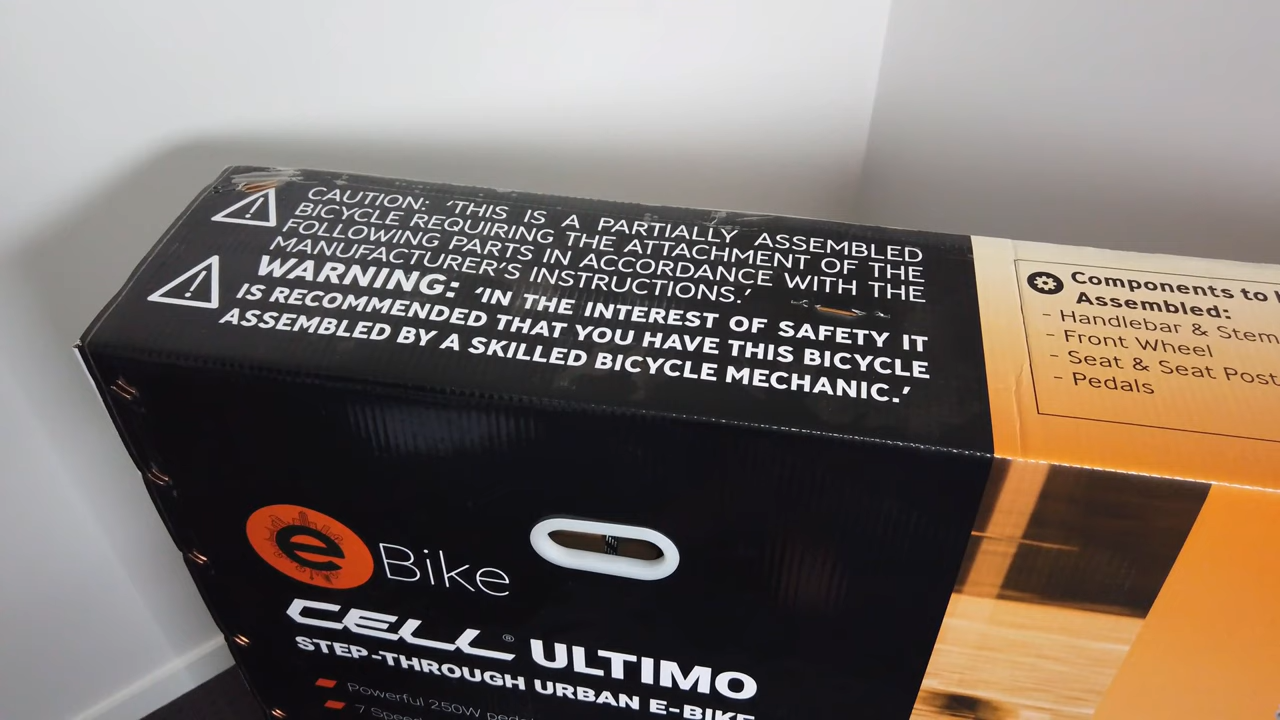 CAUTION: 'THIS IS A PARTIALLY ASSEMBLED
BICYCLE REQUIRING THE ATTACHMENT OF THE
FOLLOWING PARTS IN ACCORDANCE WITH THE
MANUFACTURER'S INSTRUCTIONS.'
WARNING: 'IN THE INTEREST OF SAFETY IT
IS RECOMMENDED THAT YOU HAVE THIS BICYCLE
ASSEMBLED BY A SKILLED BICYCLE MECHANIC.'
Components to
Assembled:
- Handlebar & Stem
- Front Wheel
- Seat & Seat Post
- Pedals
e Bike
CELL® ULTIMO
STEP-THROUGH URBAN E-BIKE
Powerful 250W
7 Speed